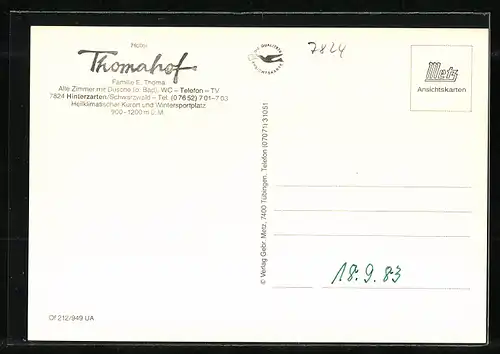 Hotel
Thomahof
Familie E. Thoma
Alle Zimmer mit Dusche (o. Bad), WC – Telefon – TV
7824 Hinterzarten/Schwarzwald – Tel. (0 76 52) 7 01–7 03
Heilklimatischer Kurort und Wintersportplatz
900–1200 m ü. M.
7824
QUALITÄTS
ANSICHTSKARTE
Metz
Ansichtskarten
© Verlag Gebr. Metz, 7400 Tübingen, Telefon (07071) 31051
18.9.83
Of 212/949 UA